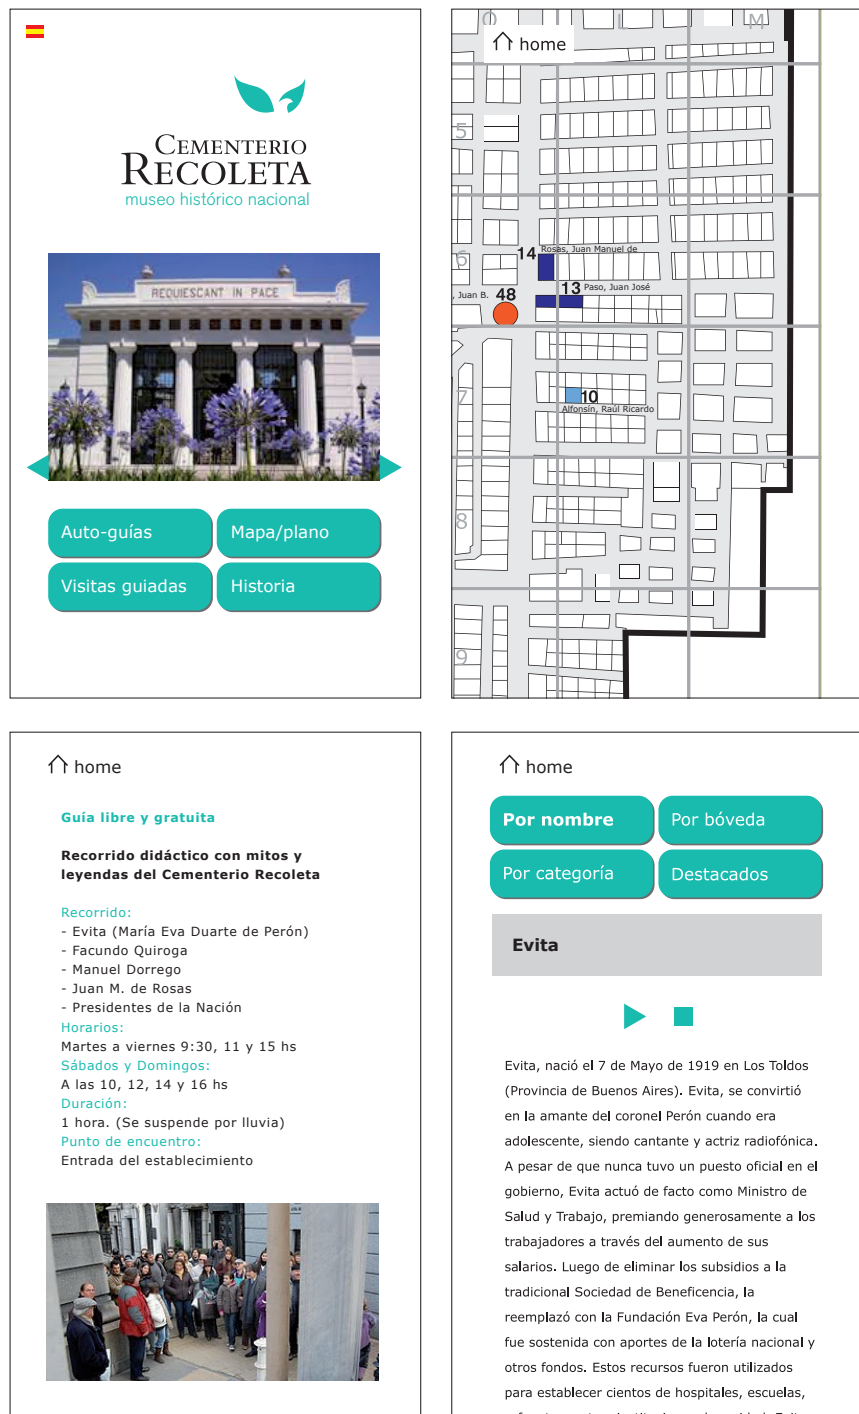 CEMENTERIO
RECOLETA
museo histórico nacional
REQUIESCANT IN PACE
Auto-guías
Mapa/plano
Visitas guiadas
Historia
home
L
M
5
6
14 Rosas, Juan Manuel de
13 Paso, Juan José
, Juan B. 48
7
10
Alfonsín, Raúl Ricardo
8
9
home
Guía libre y gratuita
Recorrido didáctico con mitos y
leyendas del Cementerio Recoleta
Recorrido:
- Evita (María Eva Duarte de Perón)
- Facundo Quiroga
- Manuel Dorrego
- Juan M. de Rosas
- Presidentes de la Nación
Horarios:
Martes a viernes 9:30, 11 y 15 hs
Sábados y Domingos:
A las 10, 12, 14 y 16 hs
Duración:
1 hora. (Se suspende por lluvia)
Punto de encuentro:
Entrada del establecimiento
home
Por nombre
Por bóveda
Por categoría
Destacados
Evita
Evita, nació el 7 de Mayo de 1919 en Los Toldos
(Provincia de Buenos Aires). Evita, se convirtió
en la amante del coronel Perón cuando era
adolescente, siendo cantante y actriz radiofónica.
A pesar de que nunca tuvo un puesto oficial en el
gobierno, Evita actuó de facto como Ministro de
Salud y Trabajo, premiando generosamente a los
trabajadores a través del aumento de sus
salarios. Luego de eliminar los subsidios a la
tradicional Sociedad de Beneficencia, la
reemplazó con la Fundación Eva Perón, la cual
fue sostenida con aportes de la lotería nacional y
otros fondos. Estos recursos fueron utilizados
para establecer cientos de hospitales, escuelas,